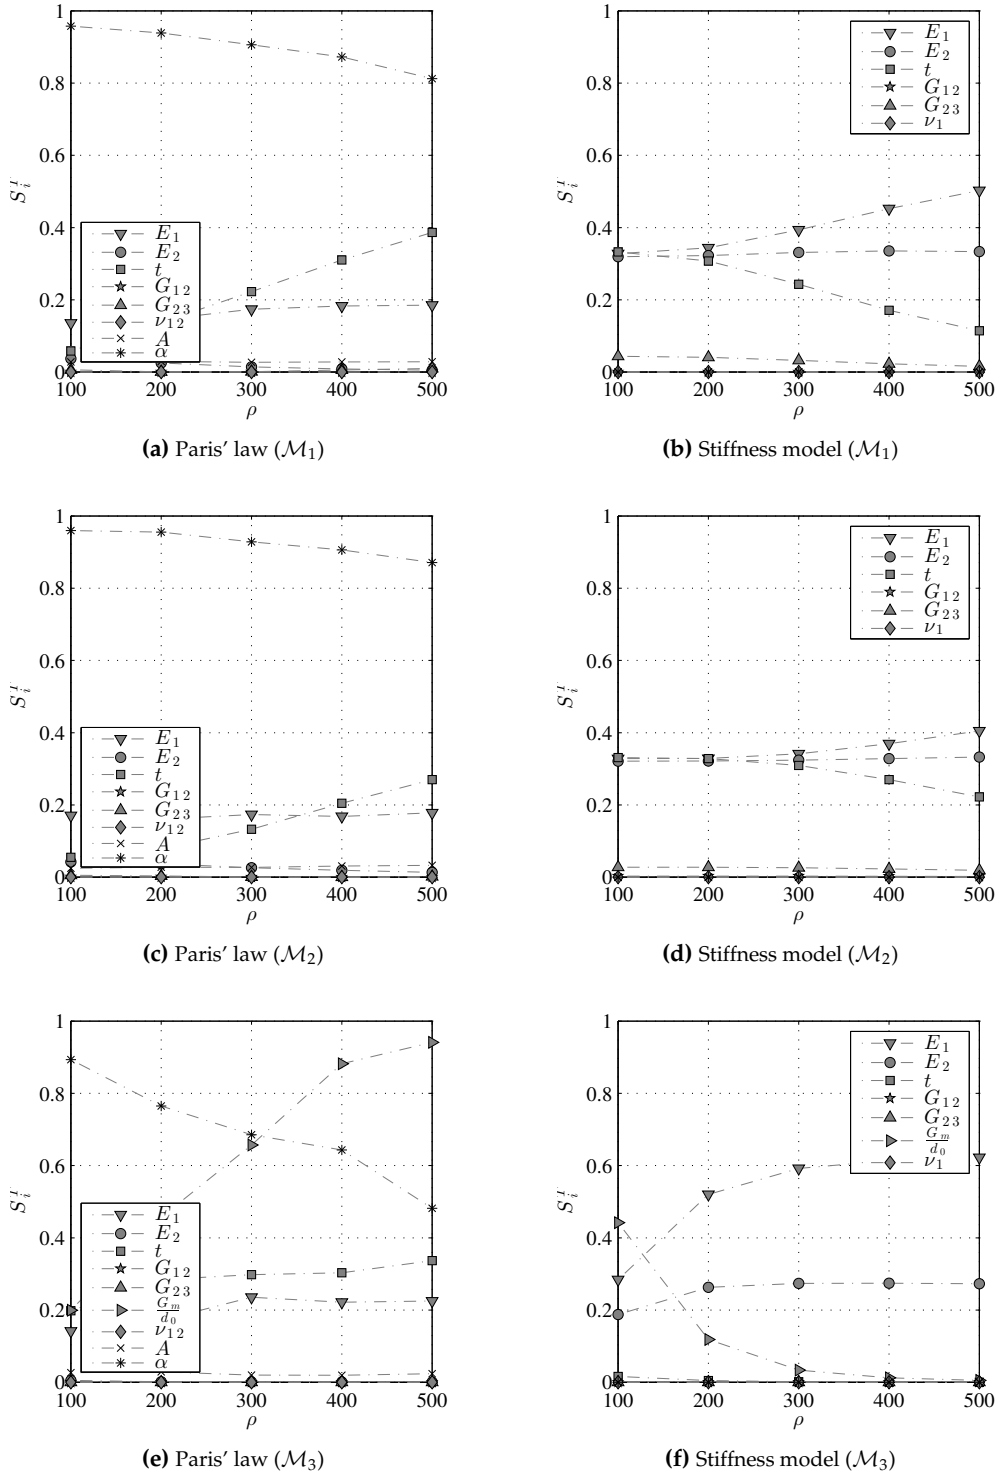 1
0.8
0.6
0.4
0.2
0
S_i^T
E_1
E_2
t
G_12
G_23
ν_12
A
α
100 200 300 400 500
ρ
(a) Paris' law (M_1)
1
0.8
0.6
0.4
0.2
0
S_i^T
E_1
E_2
t
G_12
G_23
ν_1
100 200 300 400 500
ρ
(b) Stiffness model (M_1)
1
0.8
0.6
0.4
0.2
0
S_i^T
E_1
E_2
t
G_12
G_23
ν_12
A
α
100 200 300 400 500
ρ
(c) Paris' law (M_2)
1
0.8
0.6
0.4
0.2
0
S_i^T
E_1
E_2
t
G_12
G_23
ν_1
100 200 300 400 500
ρ
(d) Stiffness model (M_2)
1
0.8
0.6
0.4
0.2
0
S_i^T
E_1
E_2
t
G_12
G_23
G_m/d_0
ν_12
A
α
100 200 300 400 500
ρ
(e) Paris' law (M_3)
1
0.8
0.6
0.4
0.2
0
S_i^T
E_1
E_2
t
G_12
G_23
G_m/d_0
ν_1
100 200 300 400 500
ρ
(f) Stiffness model (M_3)